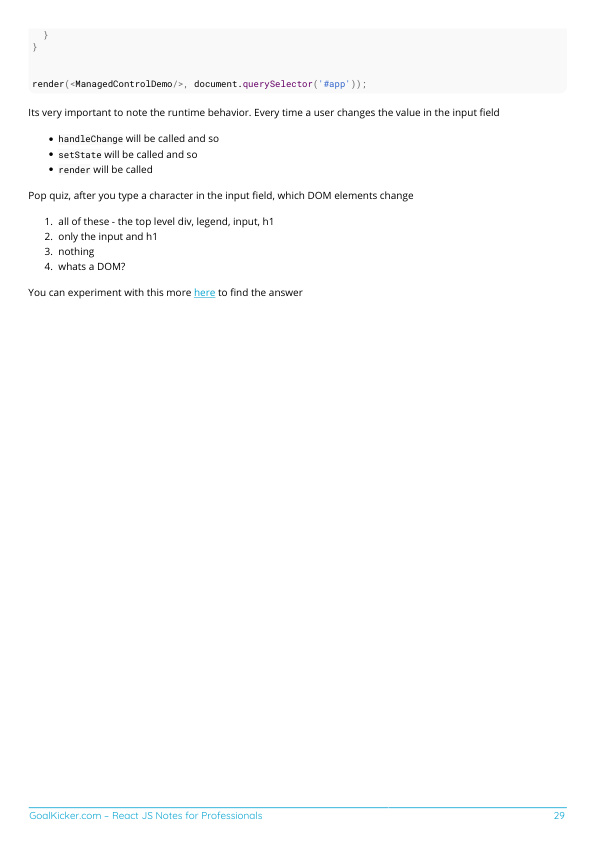 }
}
render(<ManagedControlDemo/>, document.querySelector('#app'));
Its very important to note the runtime behavior. Every time a user changes the value in the input field
• handleChange will be called and so
• setState will be called and so
• render will be called
Pop quiz, after you type a character in the input field, which DOM elements change
1. all of these - the top level div, legend, input, h1
2. only the input and h1
3. nothing
4. whats a DOM?
You can experiment with this more here to find the answer
GoalKicker.com – React JS Notes for Professionals 29